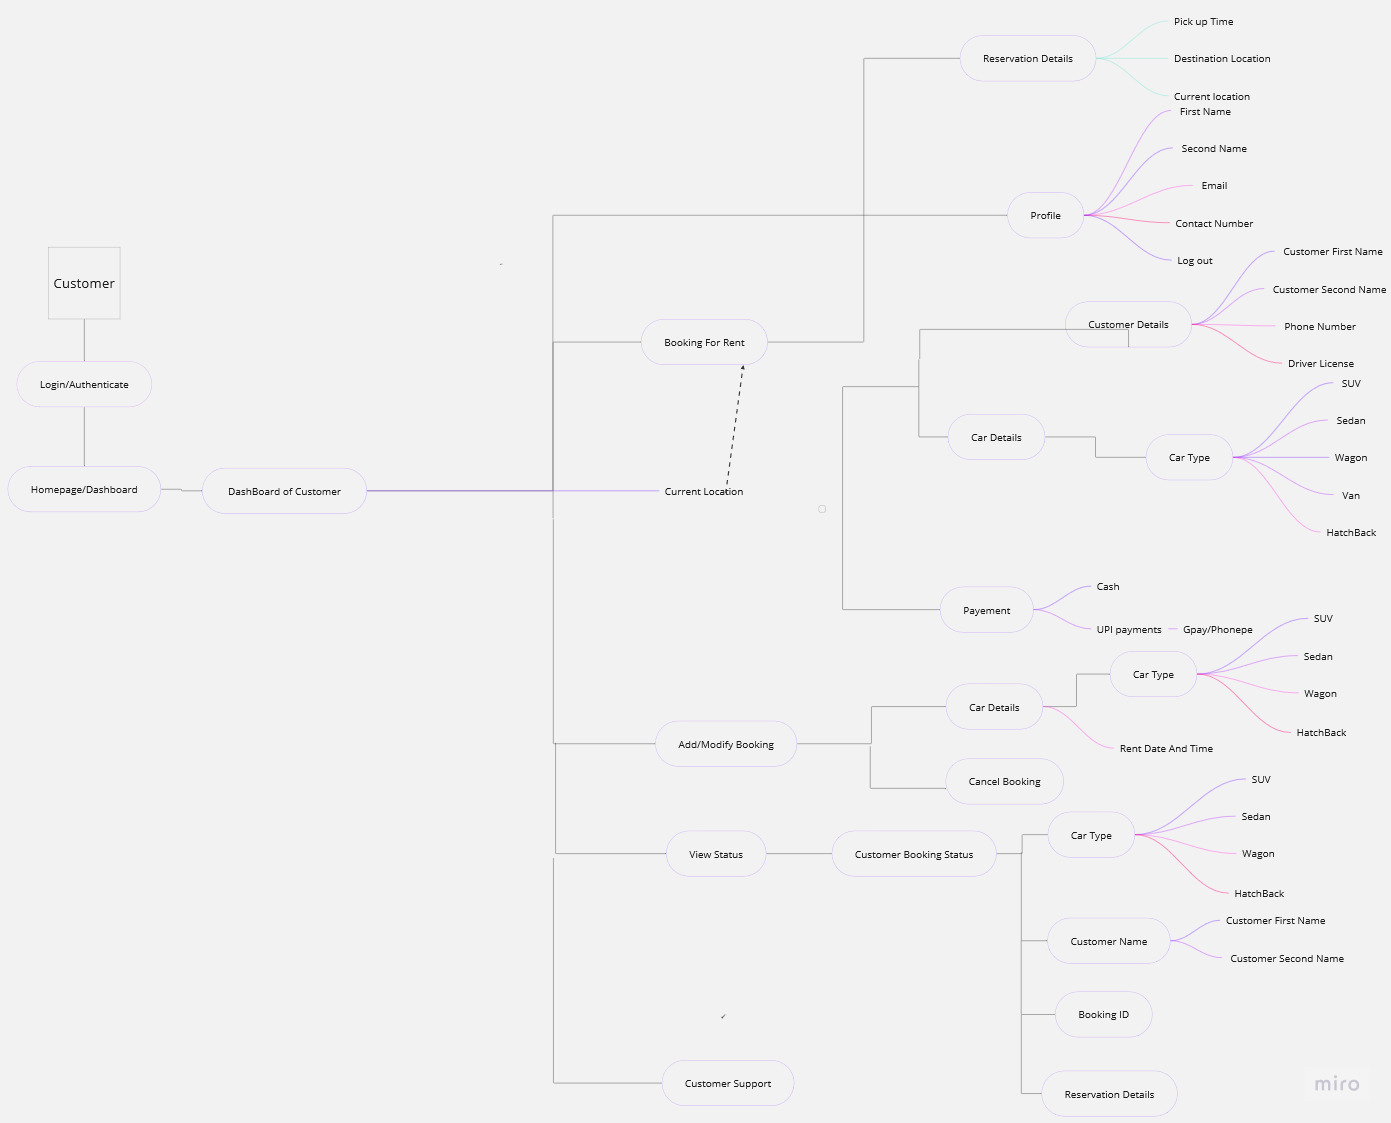 Pick up Time
Reservation Details
Destination Location
Current location
First Name
Second Name
Email
Profile
Contact Number
Log out
Customer
Customer First Name
Customer Second Name
Customer Details
Phone Number
Booking For Rent
Driver License
Login/Authenticate
SUV
Sedan
Car Details
Car Type
Wagon
Homepage/Dashboard
DashBoard of Customer
Current Location
Van
HatchBack
Cash
Payement
UPI payments
Gpay/Phonepe
SUV
Sedan
Car Type
Wagon
Car Details
HatchBack
Add/Modify Booking
Rent Date And Time
Cancel Booking
SUV
Sedan
Car Type
View Status
Customer Booking Status
Wagon
HatchBack
Customer First Name
Customer Name
Customer Second Name
Booking ID
Customer Support
Reservation Details
miro